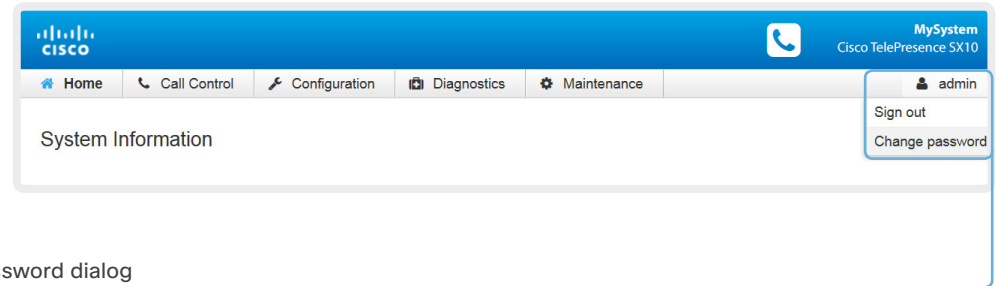 CISCO
MySystem
Cisco TelePresence SX10
Home Call Control Configuration Diagnostics Maintenance admin
Sign out
System Information
Change password
sword dialog